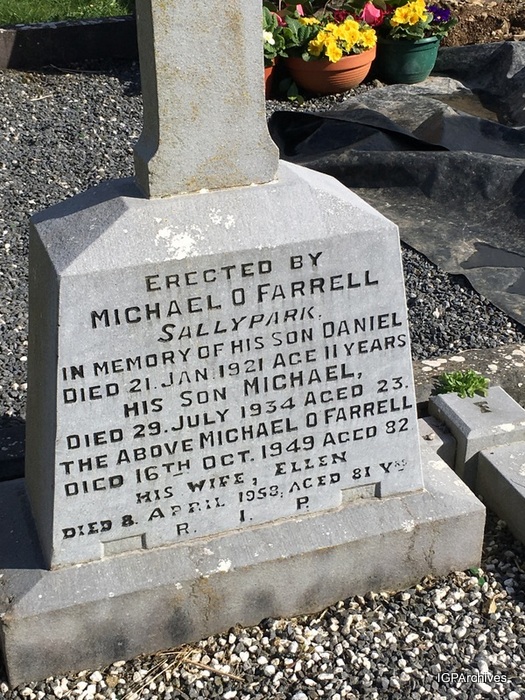 ERECTED BY
MICHAEL O FARRELL
SALLYPARK.
IN MEMORY OF HIS SON DANIEL
DIED 21. JAN. 1921 AGE 11 YEARS
HIS SON MICHAEL,
DIED 29. JULY 1934 AGED 23.
THE ABOVE MICHAEL O FARRELL
DIED 16TH OCT. 1949 AGED 82
HIS WIFE, ELLEN
DIED 8. APRIL 1958, AGED 81 YRS
R. I. P.
IGPArchives